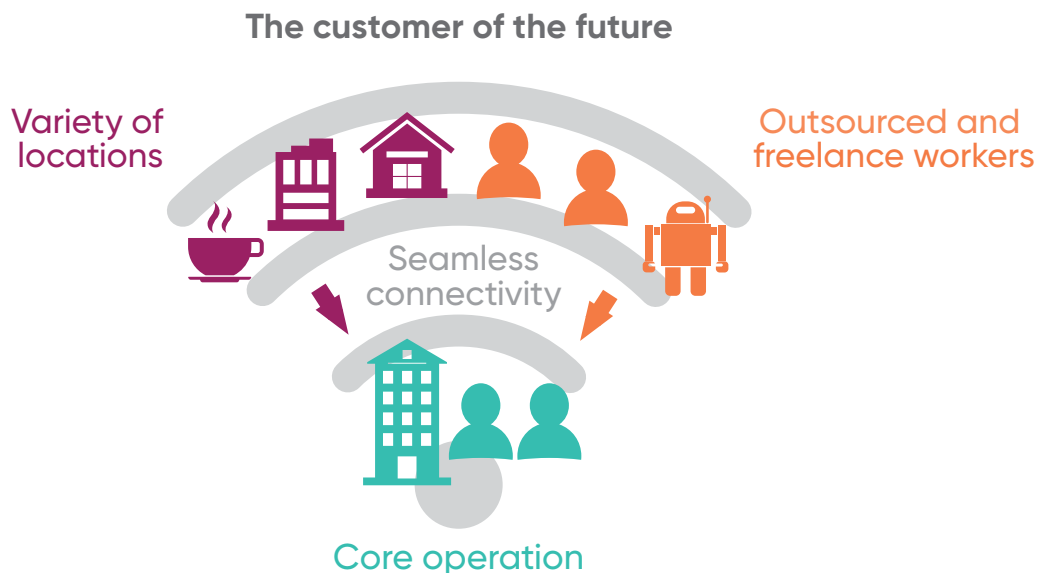 The customer of the future
Variety of
locations
Outsourced and
freelance workers
Seamless
connectivity
Core operation